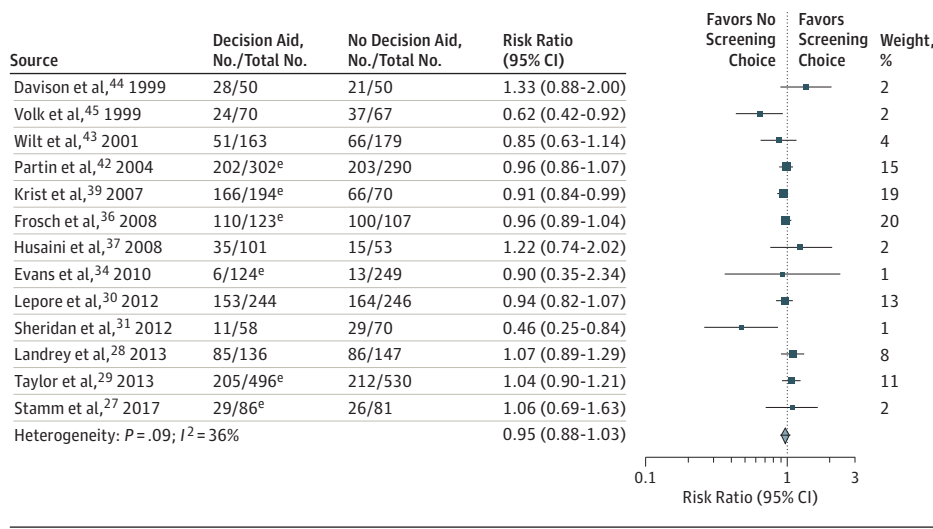 Favors No Screening Choice Favors Screening Choice
Source Decision Aid, No./Total No. No Decision Aid, No./Total No. Risk Ratio (95% CI) Weight, %
Davison et al,44 1999 28/50 21/50 1.33 (0.88-2.00) 2
Volk et al,45 1999 24/70 37/67 0.62 (0.42-0.92) 2
Wilt et al,43 2001 51/163 66/179 0.85 (0.63-1.14) 4
Partin et al,42 2004 202/302e 203/290 0.96 (0.86-1.07) 15
Krist et al,39 2007 166/194e 66/70 0.91 (0.84-0.99) 19
Frosch et al,36 2008 110/123e 100/107 0.96 (0.89-1.04) 20
Husaini et al,37 2008 35/101 15/53 1.22 (0.74-2.02) 2
Evans et al,34 2010 6/124e 13/249 0.90 (0.35-2.34) 1
Lepore et al,30 2012 153/244 164/246 0.94 (0.82-1.07) 13
Sheridan et al,31 2012 11/58 29/70 0.46 (0.25-0.84) 1
Landrey et al,28 2013 85/136 86/147 1.07 (0.89-1.29) 8
Taylor et al,29 2013 205/496e 212/530 1.04 (0.90-1.21) 11
Stamm et al,27 2017 29/86e 26/81 1.06 (0.69-1.63) 2
Heterogeneity: P = .09; I2 = 36% 0.95 (0.88-1.03)
0.1 1 3
Risk Ratio (95% CI)